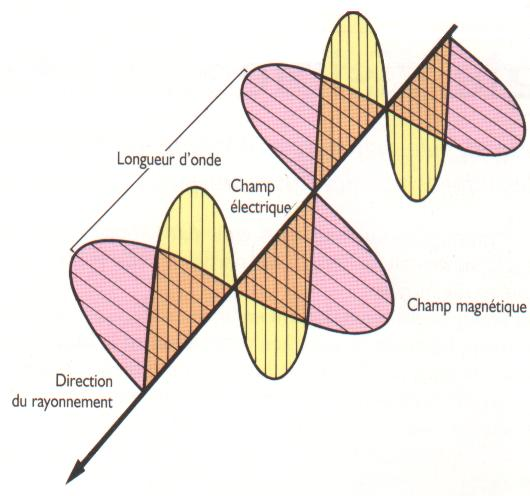 Longueur d'onde
Champ
électrique
Champ magnétique
Direction
du rayonnement